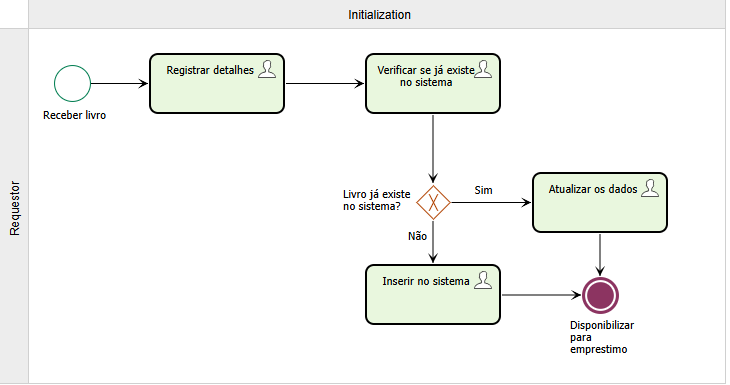 Initialization
Requestor
Receber livro
Registrar detalhes
Verificar se já existe
no sistema
Livro já existe
no sistema?
Sim
Atualizar os dados
Não
Inserir no sistema
Disponibilizar
para
emprestimo